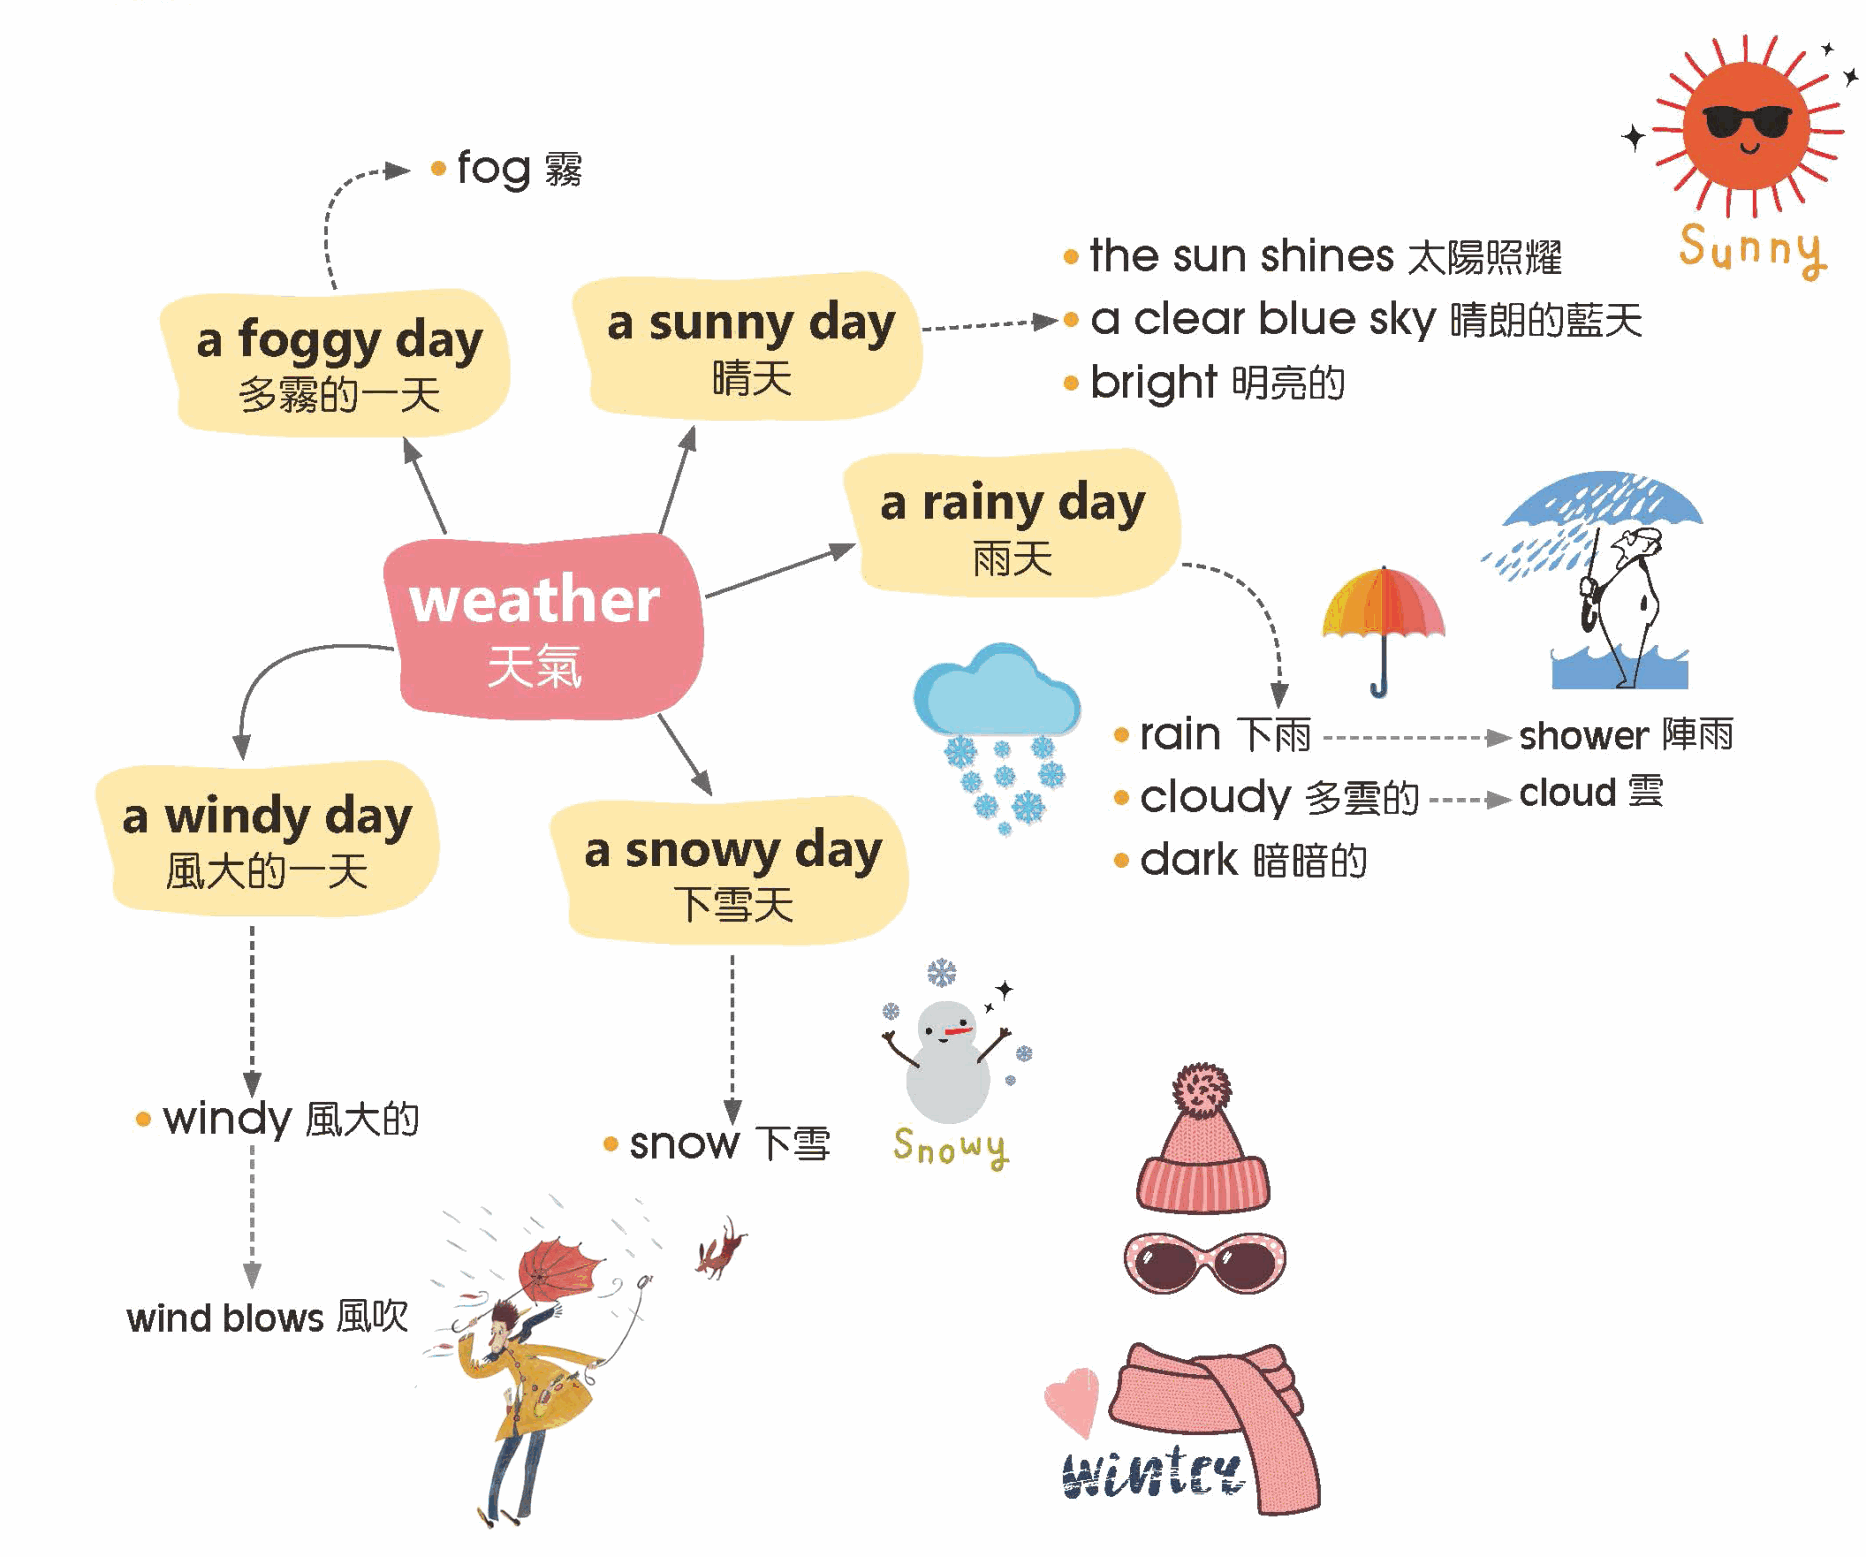 Sunny
fog 霧
the sun shines 太陽照耀
a clear blue sky 晴朗的藍天
bright 明亮的
a foggy day
多霧的一天
a sunny day
晴天
a rainy day
雨天
weather
天氣
rain 下雨
shower 陣雨
cloudy 多雲的
cloud 雲
dark 暗暗的
a windy day
風大的一天
a snowy day
下雪天
windy 風大的
snow 下雪
Snowy
wind blows 風吹
winter